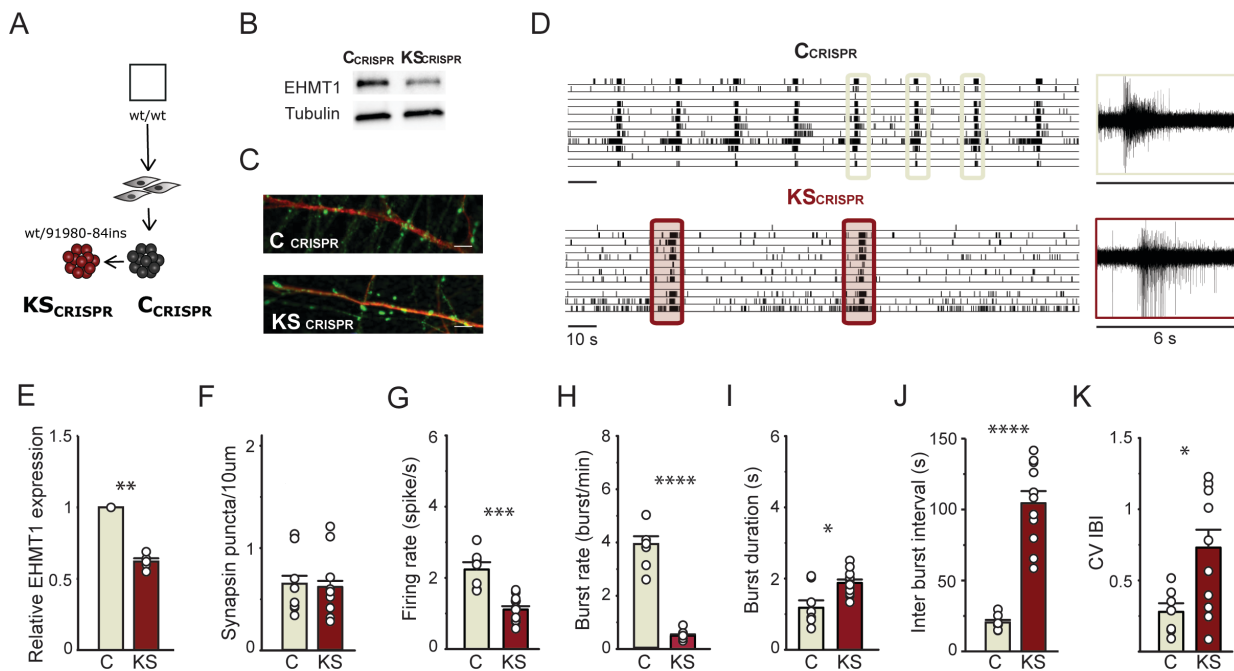 A
wt/wt
wt/91980-84ins
KSCRISPR CCRISPR
B
CCRISPR KSCRISPR
EHMT1
Tubulin
C
C CRISPR
KS CRISPR
D
CCRISPR
KSCRISPR
10 s
6 s
E
Relative EHMT1 expression
1.5
1
0.5
0
**
C KS
F
Synapsin puncta/10um
2
1
0
C KS
G
Firing rate (spike/s)
6
4
2
0
***
C KS
H
Burst rate (burst/min)
8
6
4
2
0
****
C KS
I
Burst duration (s)
6
4
2
0
*
C KS
J
Inter burst interval (s)
150
100
50
0
****
C KS
K
CV IBI
1.5
1
0.5
0
*
C KS